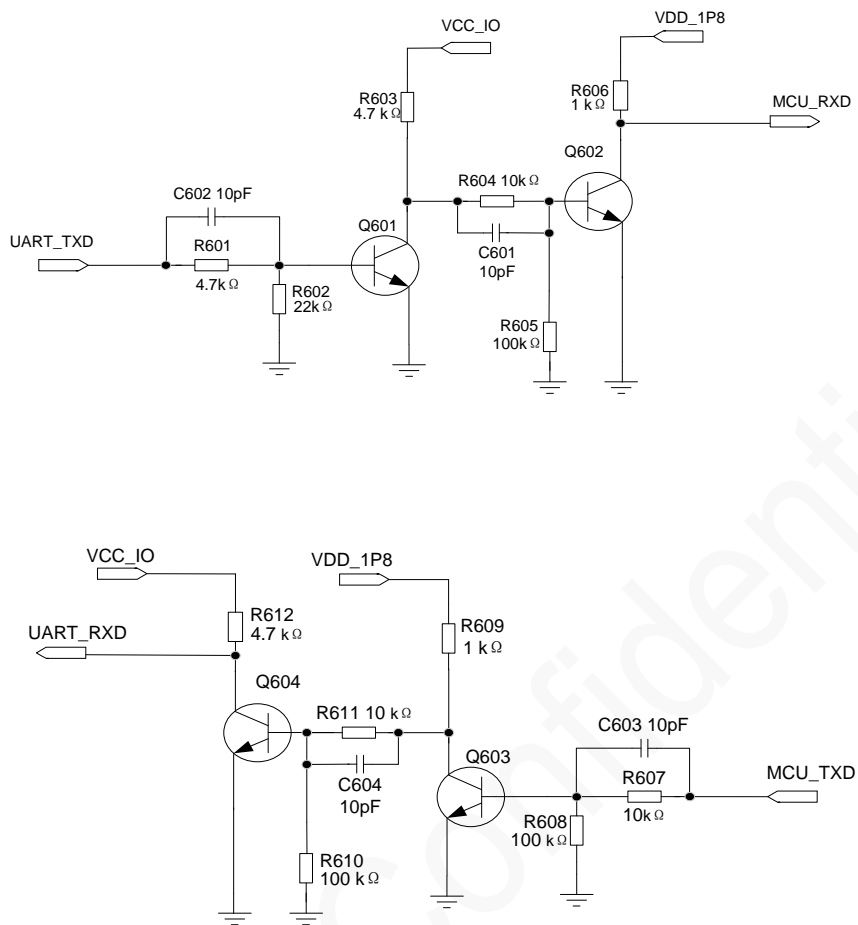 VCC_IO
VDD_1P8
R603
4.7 kΩ
R606
1 kΩ
MCU_RXD
Q602
C602 10pF
R604 10kΩ
Q601
UART_TXD
R601
4.7kΩ
C601
10pF
R602
22kΩ
R605
100kΩ
VCC_IO
VDD_1P8
R612
4.7 kΩ
R609
1 kΩ
UART_RXD
Q604
R611 10 kΩ
C603 10pF
Q603
C604
10pF
R607
10kΩ
MCU_TXD
R608
100 kΩ
R610
100 kΩ
Confidenti